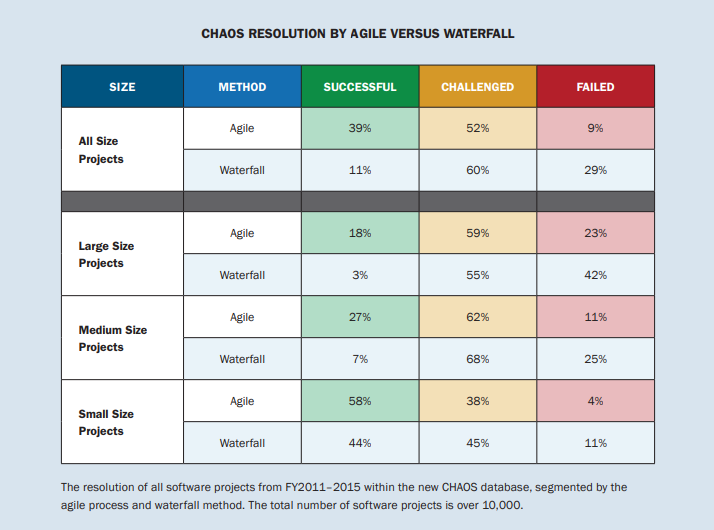 CHAOS RESOLUTION BY AGILE VERSUS WATERFALL
SIZE METHOD SUCCESSFUL CHALLENGED FAILED
All Size
Projects
Agile 39% 52% 9%
Waterfall 11% 60% 29%
Large Size
Projects
Agile 18% 59% 23%
Waterfall 3% 55% 42%
Medium Size
Projects
Agile 27% 62% 11%
Waterfall 7% 68% 25%
Small Size
Projects
Agile 58% 38% 4%
Waterfall 44% 45% 11%
The resolution of all software projects from FY2011–2015 within the new CHAOS database, segmented by the
agile process and waterfall method. The total number of software projects is over 10,000.